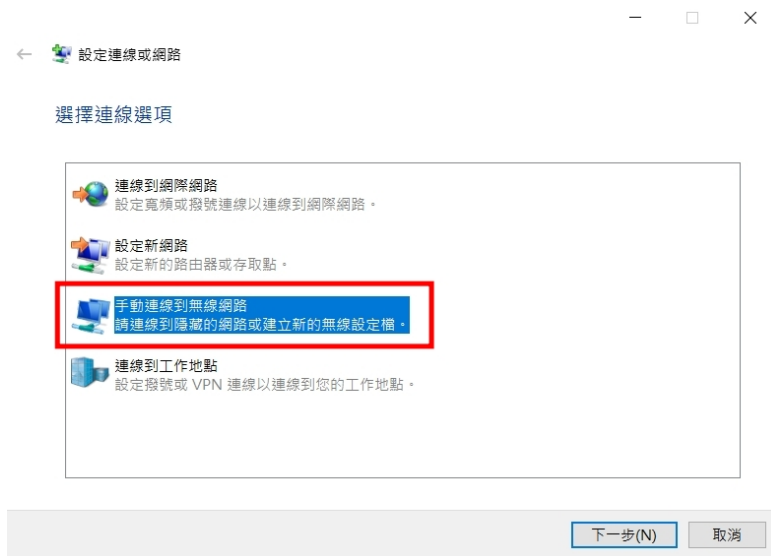 設定連線或網路
選擇連線選項
連線到網際網路
設定寬頻或撥號連線以連線到網際網路。
設定新網路
設定新的路由器或存取點。
手動連線到無線網路
請連線到隱藏的網路或建立新的無線設定檔。
連線到工作地點
設定撥號或 VPN 連線以連線到您的工作地點。
下一步(N)
取消